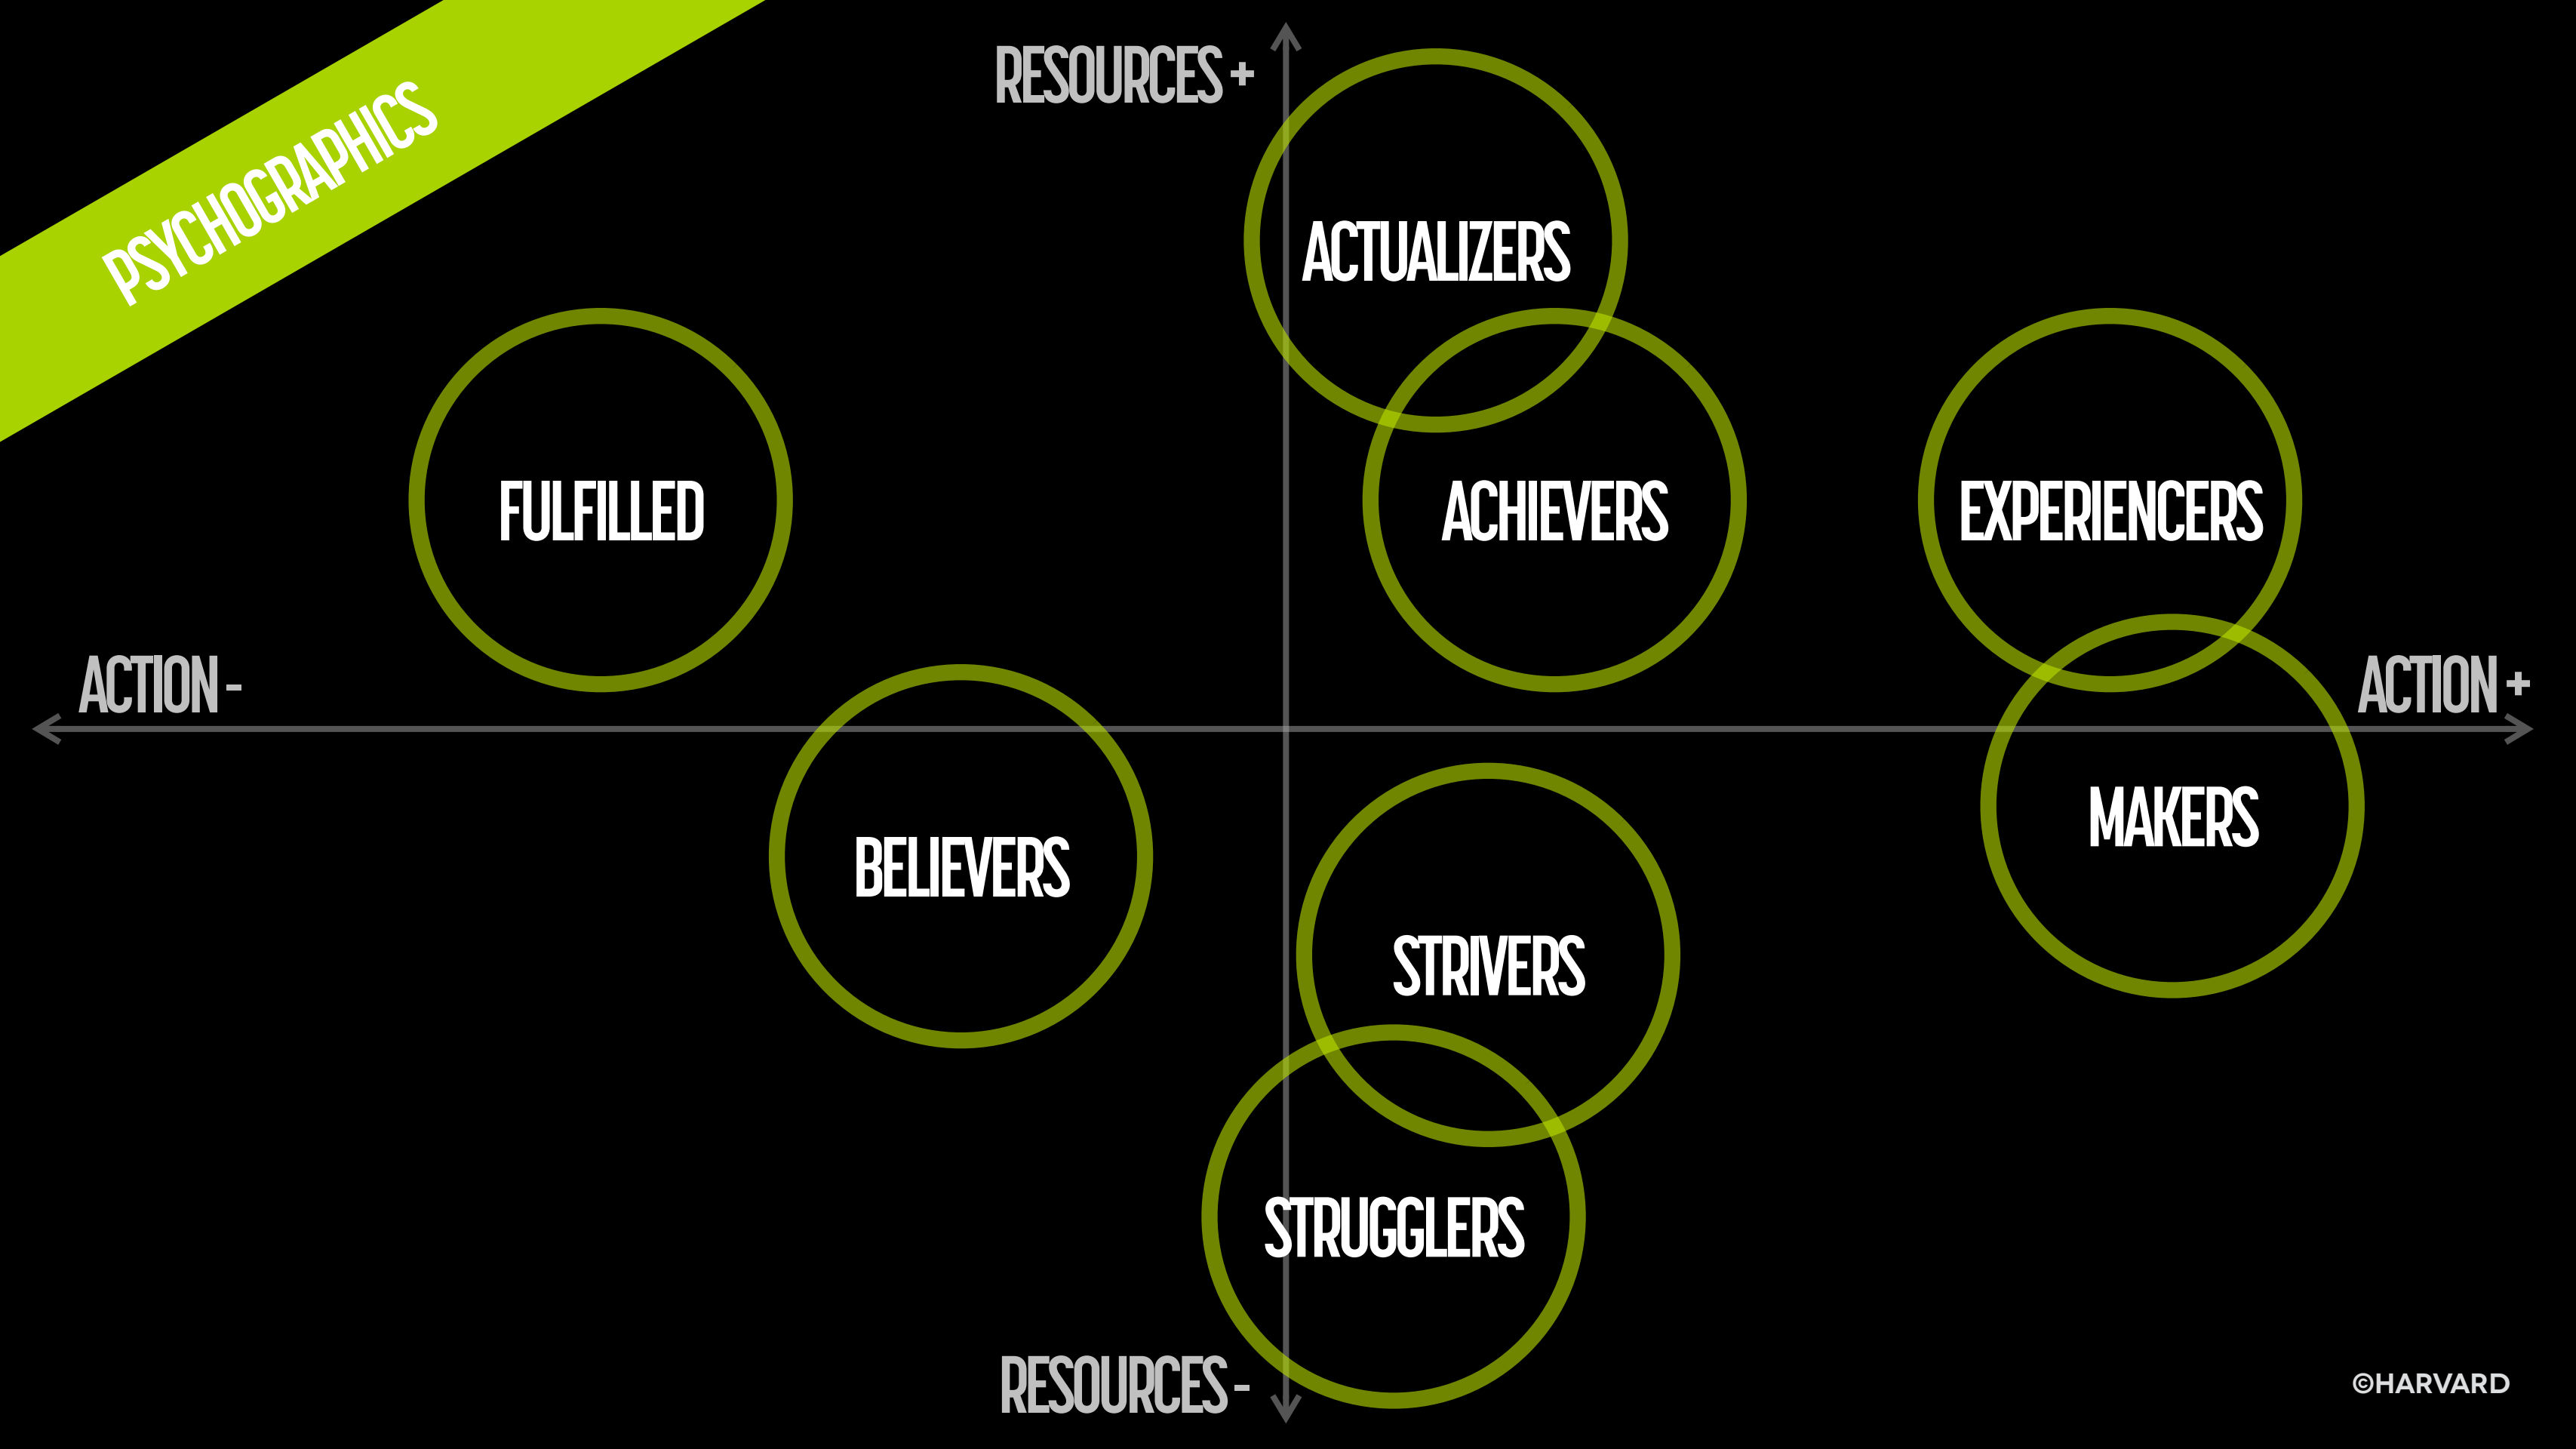 PSYCHOGRAPHICS
RESOURCES +
ACTUALIZERS
FULFILLED
ACHIEVERS
EXPERIENCERS
ACTION -
ACTION +
BELIEVERS
MAKERS
STRIVERS
STRUGGLERS
RESOURCES -
©HARVARD